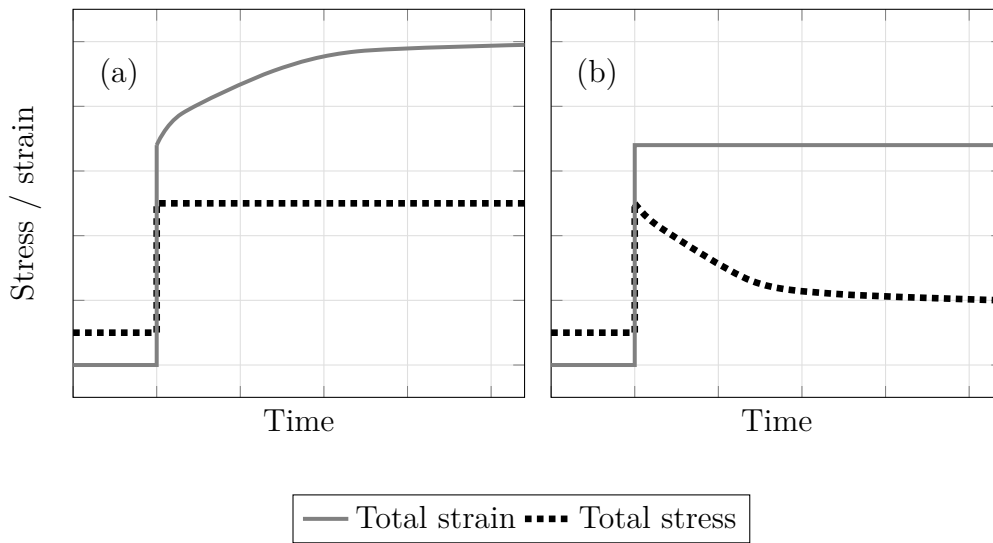 (a)
(b)
Stress / strain
Time
Time
Total strain
Total stress